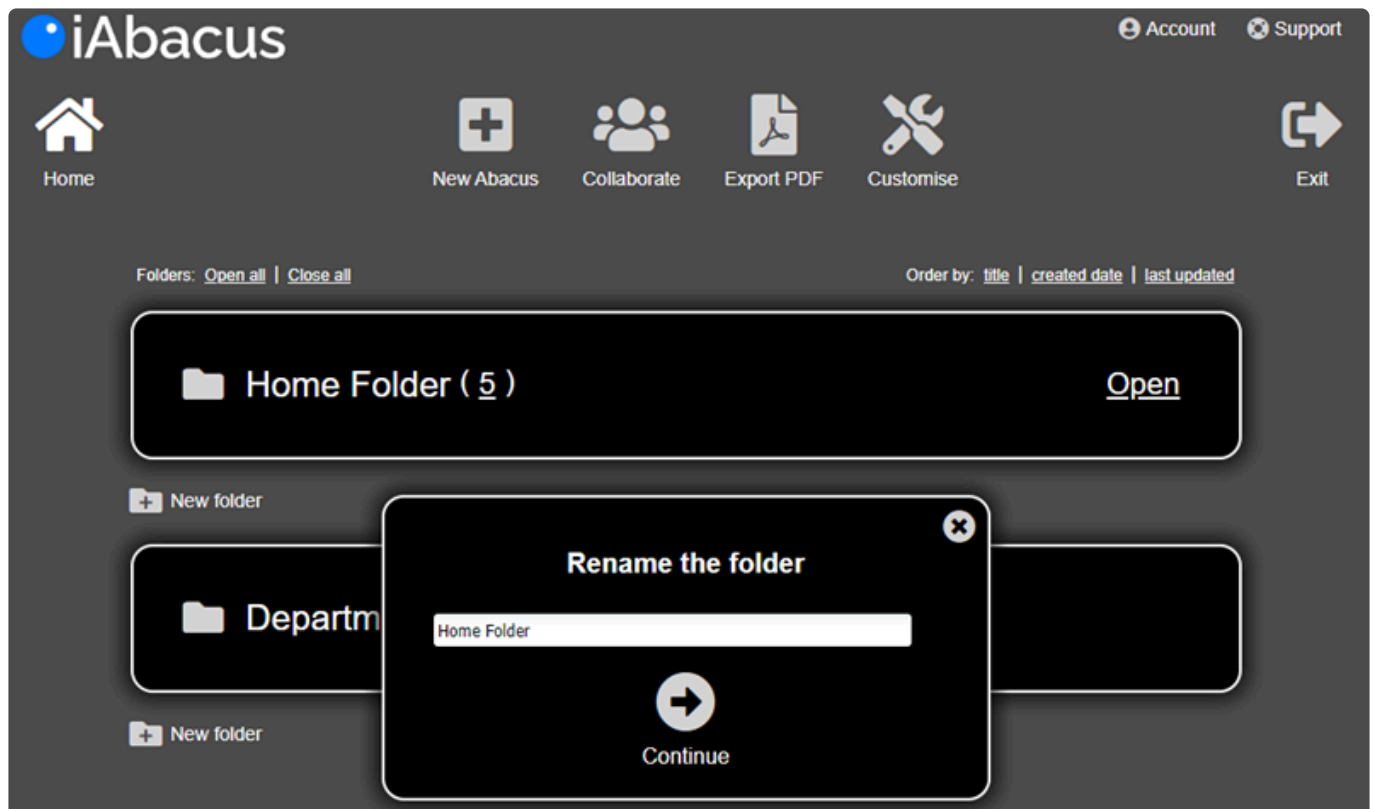 iAbacus
Account Support
Home New Abacus Collaborate Export PDF Customise Exit
Folders: Open all | Close all Order by: title | created date | last updated
Home Folder ( 5 ) Open
New folder
Rename the folder
Home Folder
Continue
New folder